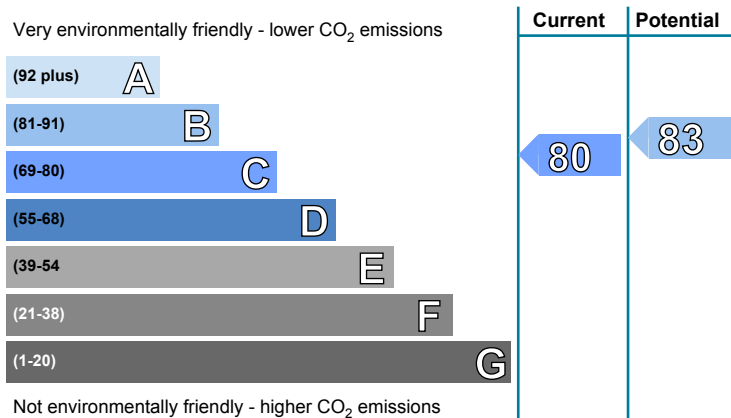 Very environmentally friendly - lower CO₂ emissions
Current
Potential
(92 plus) A
(81-91) B
(69-80) C
80
83
(55-68) D
(39-54 E
(21-38) F
(1-20) G
Not environmentally friendly - higher CO₂ emissions